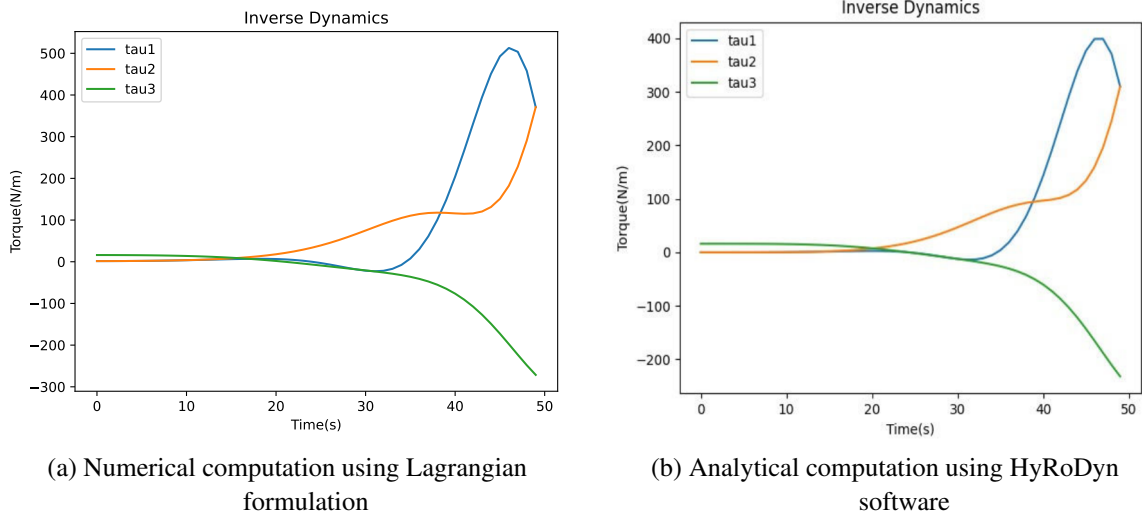 Inverse Dynamics
tau1
tau2
tau3
500
400
300
200
100
0
−100
−200
−300
Torque(N/m)
0 10 20 30 40 50
Time(s)
(a) Numerical computation using Lagrangian
formulation
Inverse Dynamics
tau1
tau2
tau3
400
300
200
100
0
−100
−200
Torque(N/m)
0 10 20 30 40 50
Time(s)
(b) Analytical computation using HyRoDyn
software